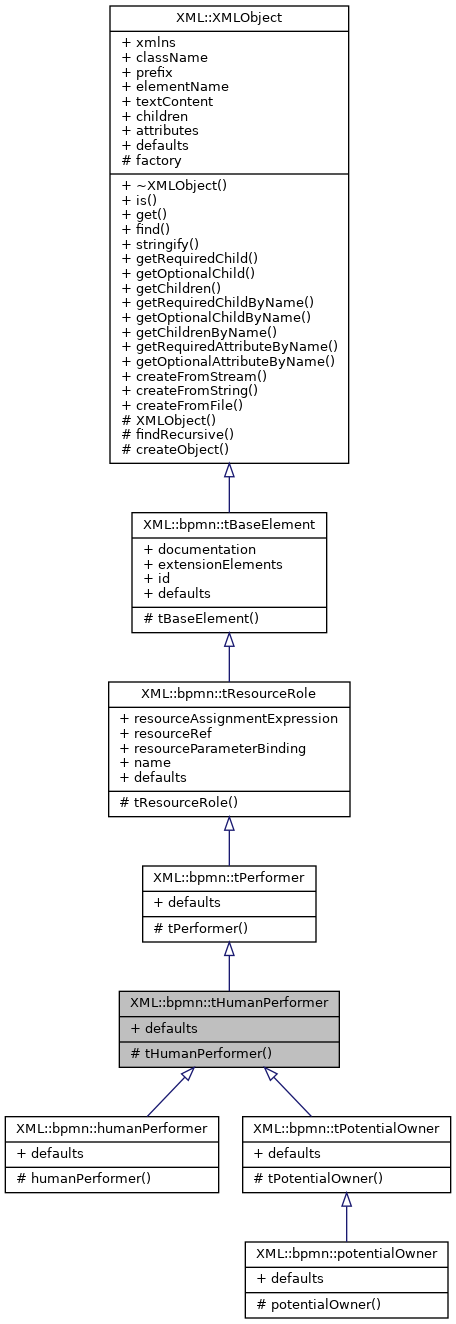 XML::XMLObject
+ xmlns
+ className
+ prefix
+ elementName
+ textContent
+ children
+ attributes
+ defaults
# factory
+ ~XMLObject()
+ is()
+ get()
+ find()
+ stringify()
+ getRequiredChild()
+ getOptionalChild()
+ getChildren()
+ getRequiredChildByName()
+ getOptionalChildByName()
+ getChildrenByName()
+ getRequiredAttributeByName()
+ getOptionalAttributeByName()
+ createFromStream()
+ createFromString()
+ createFromFile()
# XMLObject()
# findRecursive()
# createObject()
XML::bpmn::tBaseElement
+ documentation
+ extensionElements
+ id
+ defaults
# tBaseElement()
XML::bpmn::tResourceRole
+ resourceAssignmentExpression
+ resourceRef
+ resourceParameterBinding
+ name
+ defaults
# tResourceRole()
XML::bpmn::tPerformer
+ defaults
# tPerformer()
XML::bpmn::tHumanPerformer
+ defaults
# tHumanPerformer()
XML::bpmn::humanPerformer
+ defaults
# humanPerformer()
XML::bpmn::tPotentialOwner
+ defaults
# tPotentialOwner()
XML::bpmn::potentialOwner
+ defaults
# potentialOwner()